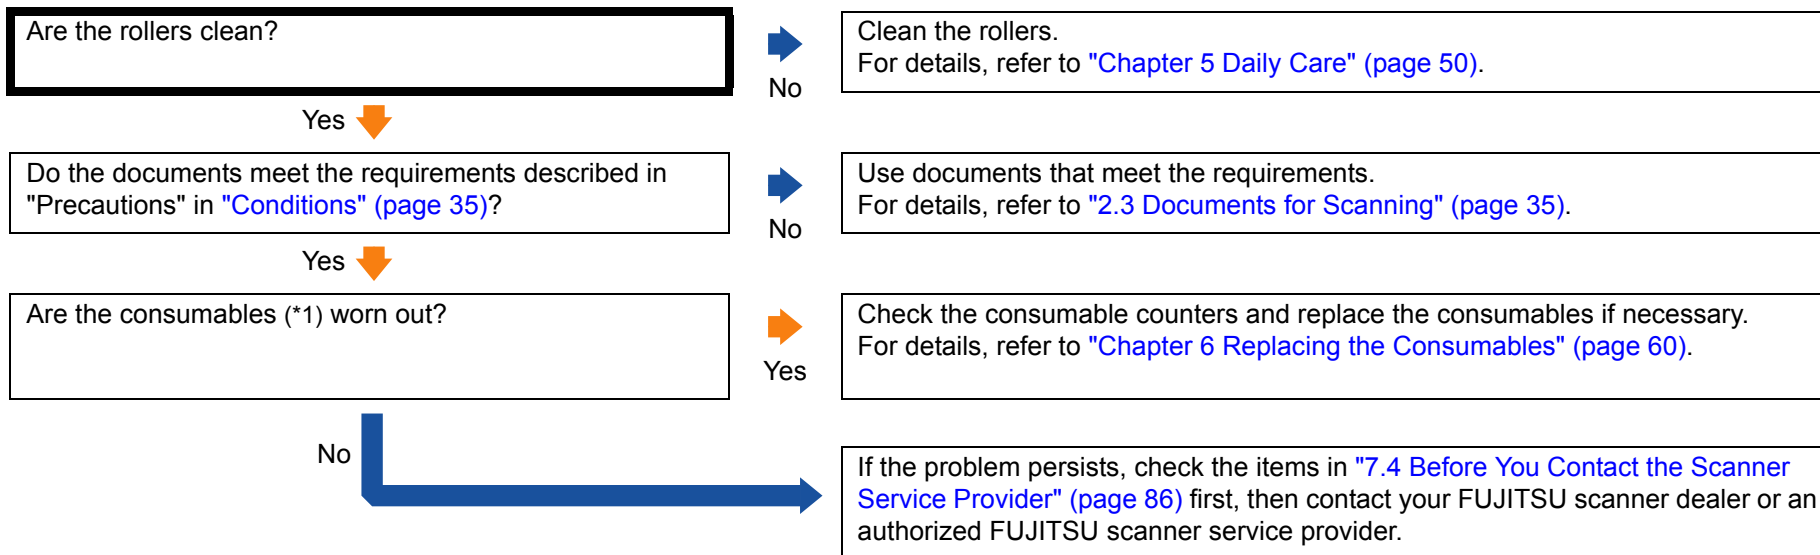 Are the rollers clean?
Clean the rollers.
For details, refer to "Chapter 5 Daily Care" (page 50).
No
Yes
Do the documents meet the requirements described in
"Precautions" in "Conditions" (page 35)?
Use documents that meet the requirements.
For details, refer to "2.3 Documents for Scanning" (page 35).
No
Yes
Are the consumables (*1) worn out?
Check the consumable counters and replace the consumables if necessary.
For details, refer to "Chapter 6 Replacing the Consumables" (page 60).
Yes
No
If the problem persists, check the items in "7.4 Before You Contact the Scanner
Service Provider" (page 86) first, then contact your FUJITSU scanner dealer or an
authorized FUJITSU scanner service provider.